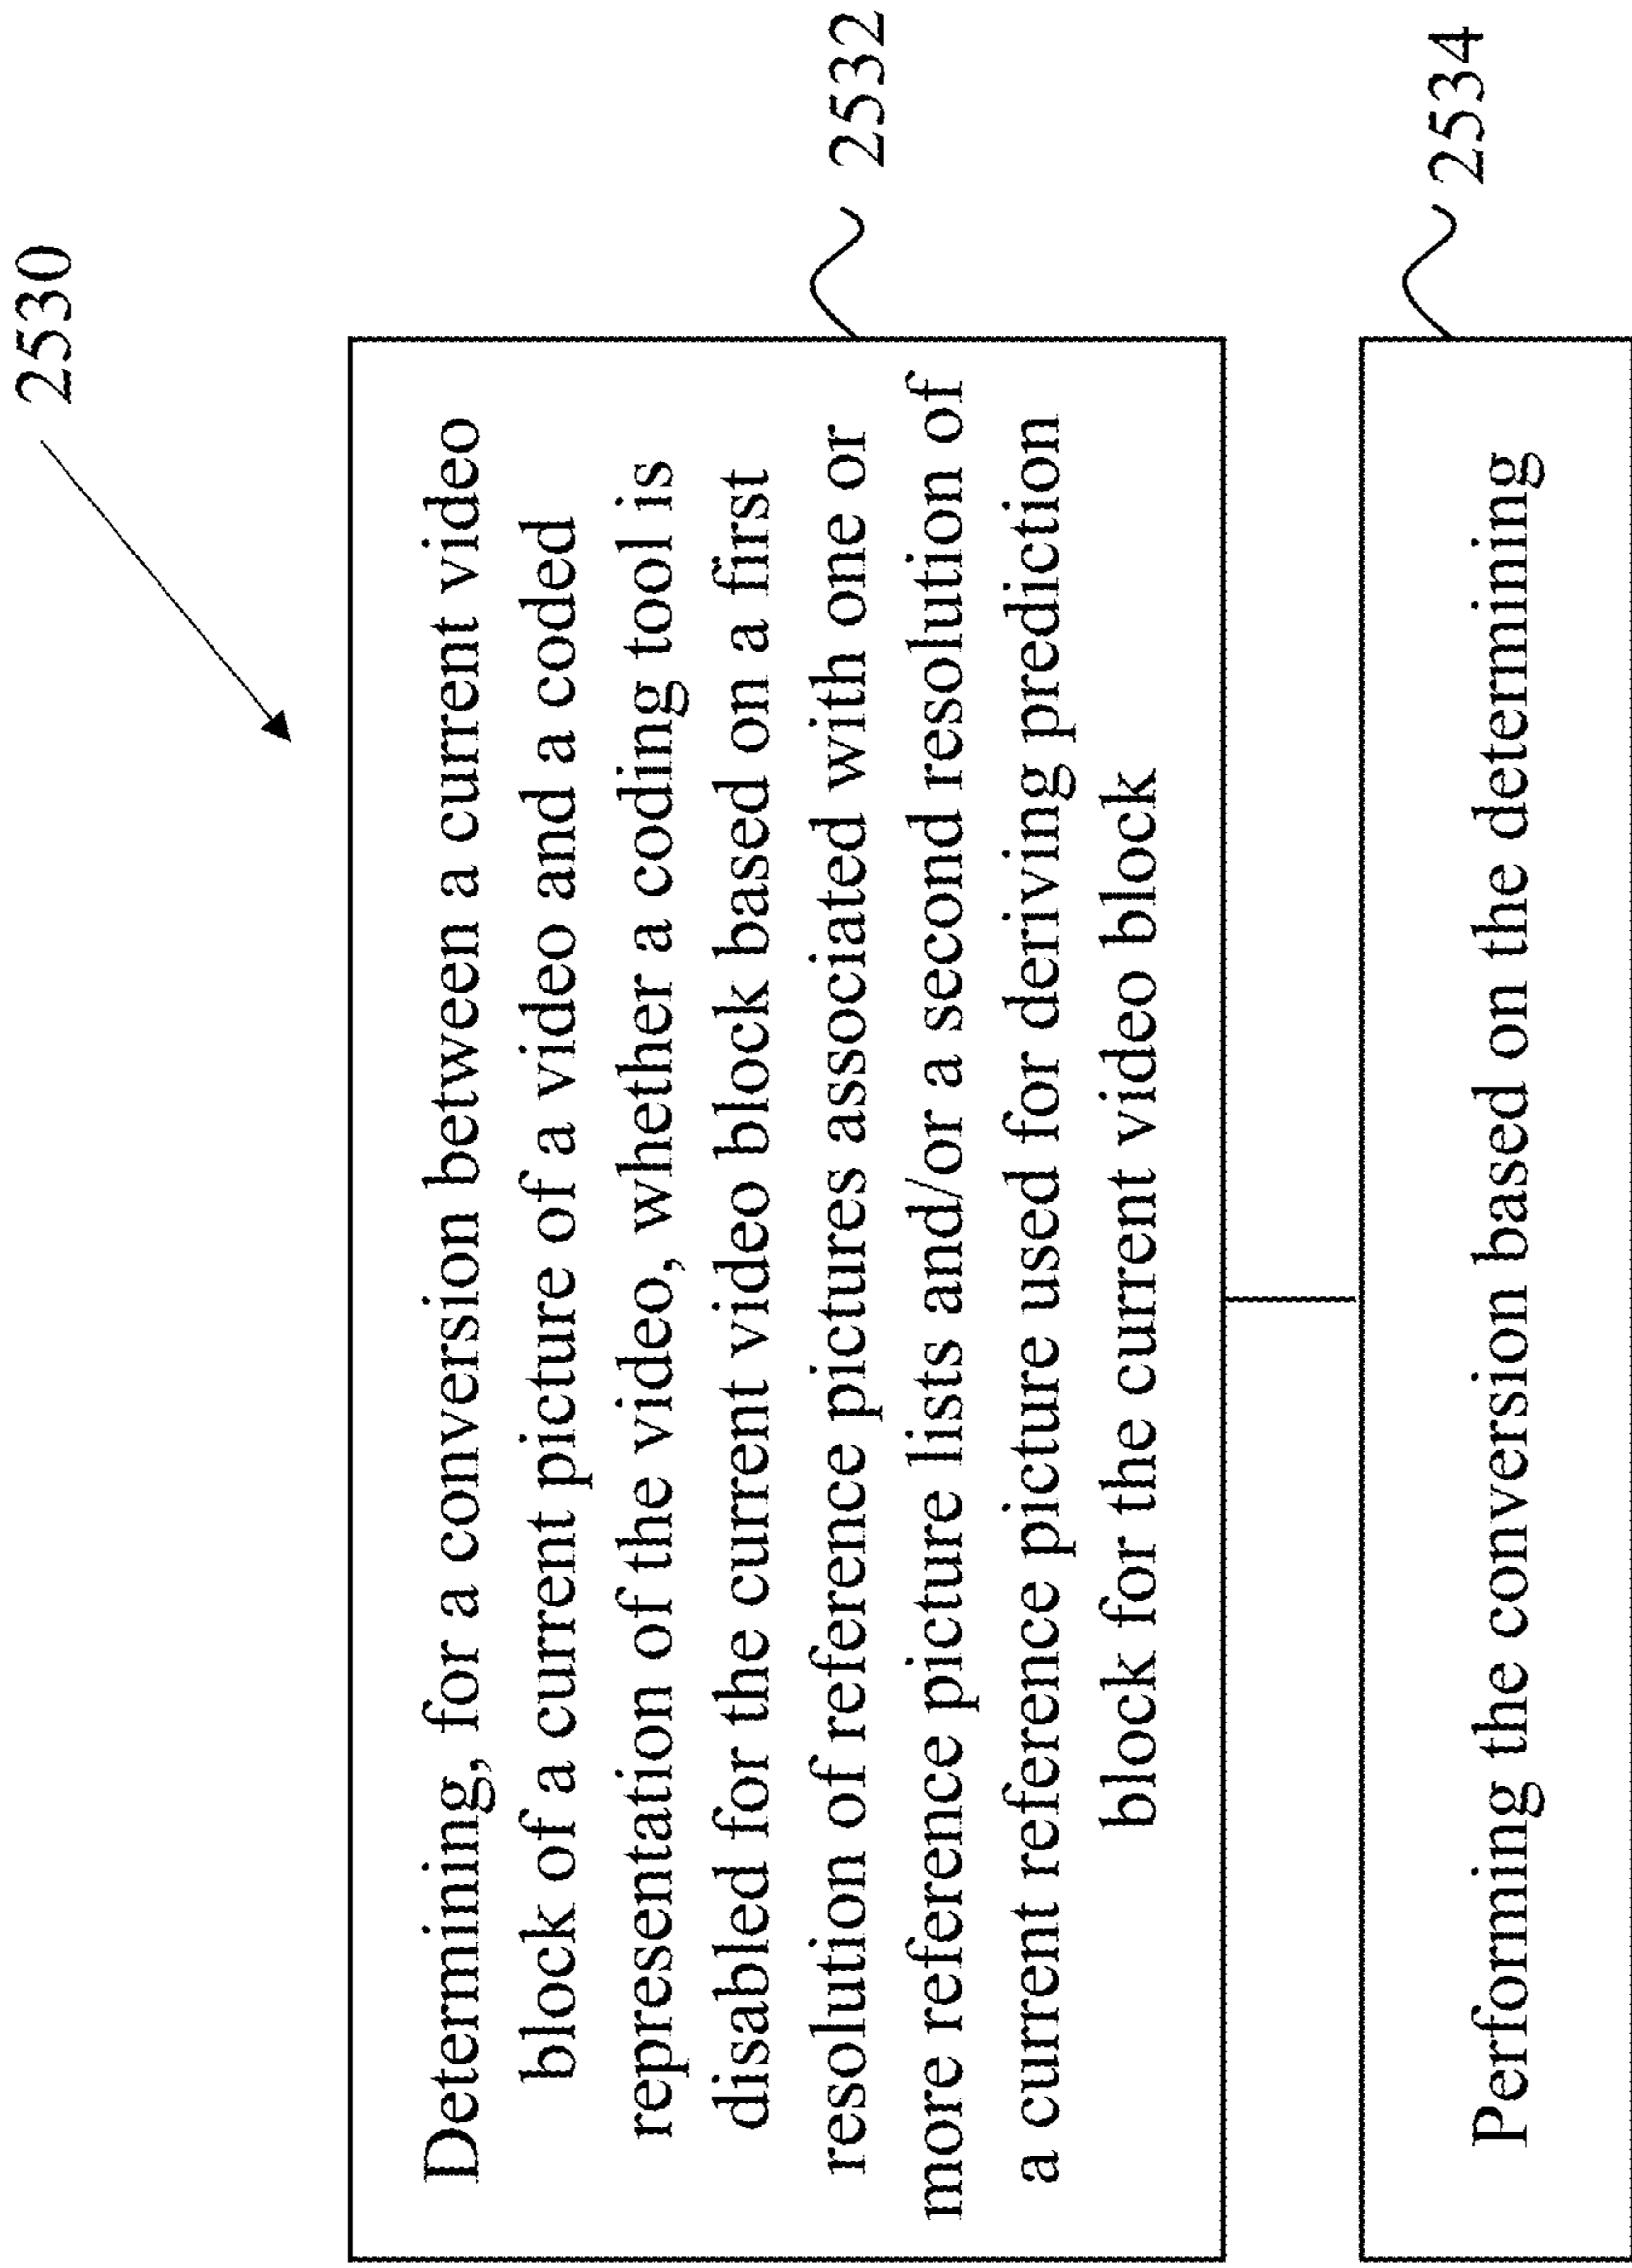 2530
Determining, for a conversion between a current video
block of a current picture of a video and a coded
representation of the video, whether a coding tool is
disabled for the current video block based on a first
resolution of reference pictures associated with one or
more reference picture lists and/or a second resolution of
a current reference picture used for deriving prediction
block for the current video block
2532
Performing the conversion based on the determining
2534